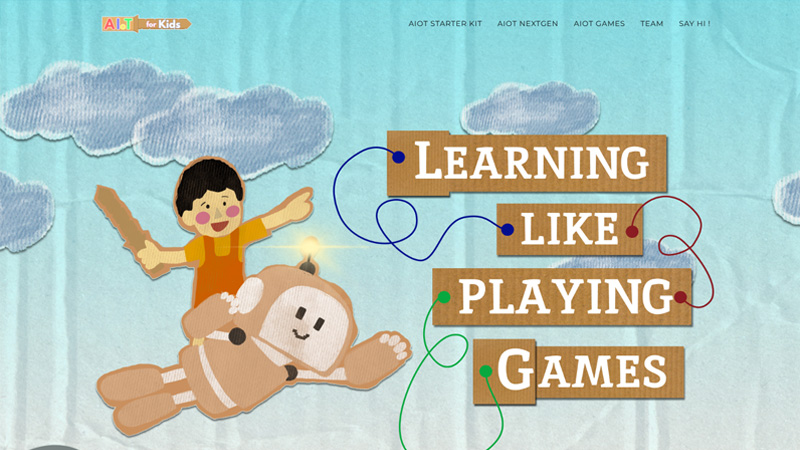 AIoT for Kids
AIOT STARTER KIT
AIOT NEXTGEN
AIOT GAMES
TEAM
SAY HI !
LEARNING
LIKE
PLAYING
GAMES